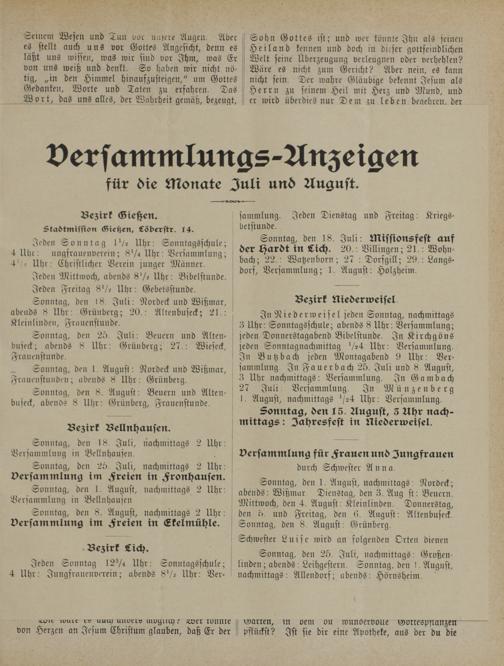 Seinem Wesen und Tun vor unsere Augen. Aber
es stellt auch uns vor Gottes Angesicht, denn es
läßt uns wissen, was wir sind vor Ihm, was Er
von uns weiß und denkt. So haben wir nicht nö-
tig, „in den Himmel hinaufzusteigen,“ um Gottes
Gedanken, Worte und Taten zu erfahren. Das
Wort, das uns alles, der Wahrheit gemäß, bezeugt,
Sohn Gottes ist; und wer könnte Ihn als seinen
Heiland kennen und doch in dieser gottfeindlichen
Welt seine Überzeugung verleugnen oder verhehlen?
Wäre es nicht zum Gericht? Aber nein, es kann
nicht sein. Der wahre Gläubige bekennt Jesum als
Herrn zu seinem Heil mit Herz und Mund, und
er wird überdies nur Dem zu leben begehren, der
Versammlungs-Anzeigen
für die Monate Juli und August.
Bezirk Gießen.
Stadtmission Gießen, Löberstr. 14.
Jeden Sonntag 1½ Uhr: Sonntagsschule;
4 Uhr: Jungfrauenverein; 8½ Uhr: Versammlung;
4½ Uhr: Christlicher Verein junger Männer.
Jeden Mittwoch, abends 8½ Uhr: Bibelstunde.
Jeden Freitag 8½ Uhr: Gebetsstunde.
Sonntag, den 18. Juli: Nordeck und Wißmar,
abends 8 Uhr: Grünberg; 20.: Altenbuseck; 21.:
Kleinlinden, Frauenstunde.
Sonntag, den 25. Juli: Beuern und Alten-
buseck; abends 8 Uhr: Grünberg; 27.: Wieseck,
Frauenstunde.
Sonntag, den 1. August: Nordeck und Wißmar,
Frauenstunden; abends 8 Uhr: Grünberg.
Sonntag, den 8. August: Beuern und Alten-
buseck, abends 8 Uhr: Grünberg, Frauenstunde.
Bezirk Bellnhausen.
Sonntag, den 18. Juli, nachmittags 2 Uhr:
Versammlung in Bellnhausen.
Sonntag, den 25. Juli, nachmittags 2 Uhr:
Versammlung im Freien in Fronhausen.
Sonntag, den 1. August, nachmittags 2 Uhr:
Versammlung in Bellnhausen
Sonntag, den 8. August, nachmittags 2 Uhr:
Versammlung im Freien in Ekelmühle.
Bezirk Lich.
Jeden Sonntag 12¾ Uhr: Sonntagsschule;
4 Uhr: Jungfrauenverein; abends 8½ Uhr: Ver-
sammlung. Jeden Dienstag und Freitag: Kriegs-
betstunde.
Sonntag, den 18. Juli: Missionsfest auf
der Hardt in Lich. 20.: Villingen; 21.: Wohn-
bach; 22.: Watzenborn; 27.: Dorfgill; 29.: Langs-
dorf, Versammlung; 1. August: Holzheim.
Bezirk Niederweisel
In Niederweisel jeden Sonntag, nachmittags
3 Uhr: Sonntagsschule; abends 8 Uhr: Versammlung;
jeden Donnerstagabend Bibelstunde. In Kirchgöns
jeden Sonntagnachmittag ¼4 Uhr: Versammlung.
In Butzbach jeden Montagabend 9 Uhr: Ver-
sammlung. In Fauerbach 25. Juli und 8. August,
3 Uhr nachmittags: Versammlung. In Gambach
27 Juli Uhr: Versammlung. In Münzenberg
1. August, nachmittags ½4 Uhr: Versammlung.
Sonntag, den 15. August, 3 Uhr nach-
mittags: Jahresfest in Niederweisel.
Versammlung für Frauen und Jungfrauen
durch Schwester Anna.
Sonntag, den 1. August, nachmittags: Nordeck;
abends: Wißmar Dienstag, den 3. Aug st: Beuern.
Mittwoch, den 4. August: Kleinlinden. Donnerstag,
den 5. und Freitag, den 6. August: Altenbuseck.
Sonntag, den 8. August: Grünberg.
Schwester Luise wird an folgenden Orten dienen
Sonntag, den 25. Juli, nachmittags: Großen-
linden; abends: Leihgestern. Sonntag, den 1. August,
nachmittags: Allendorf; abends: Hörnsheim.
Wie wäre es auch anders möglich? Wer könnte
von Herzen an Jesum Christum glauben, daß Er der
Gärten, in dem du wundervolle Gottespflanzen
pflückst? Ist sie dir eine Apotheke, aus der du die